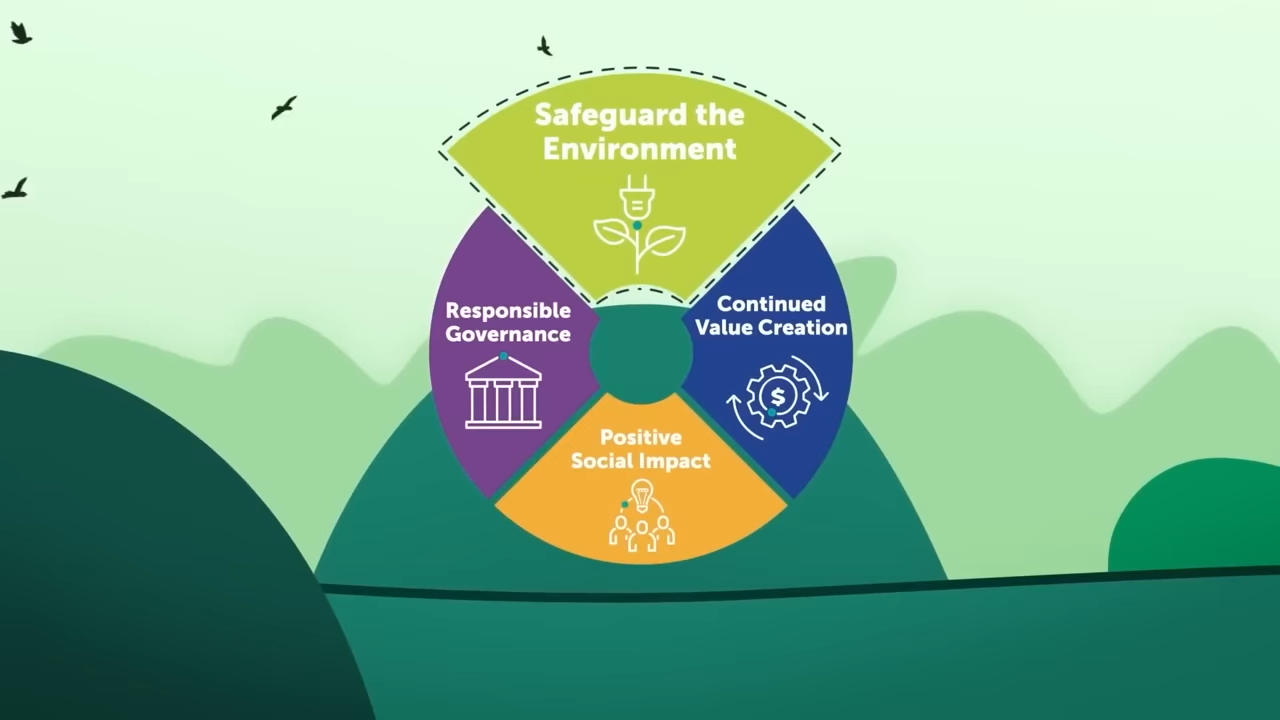 Safeguard the
Environment
Responsible
Governance
Continued
Value Creation
$
Positive
Social Impact